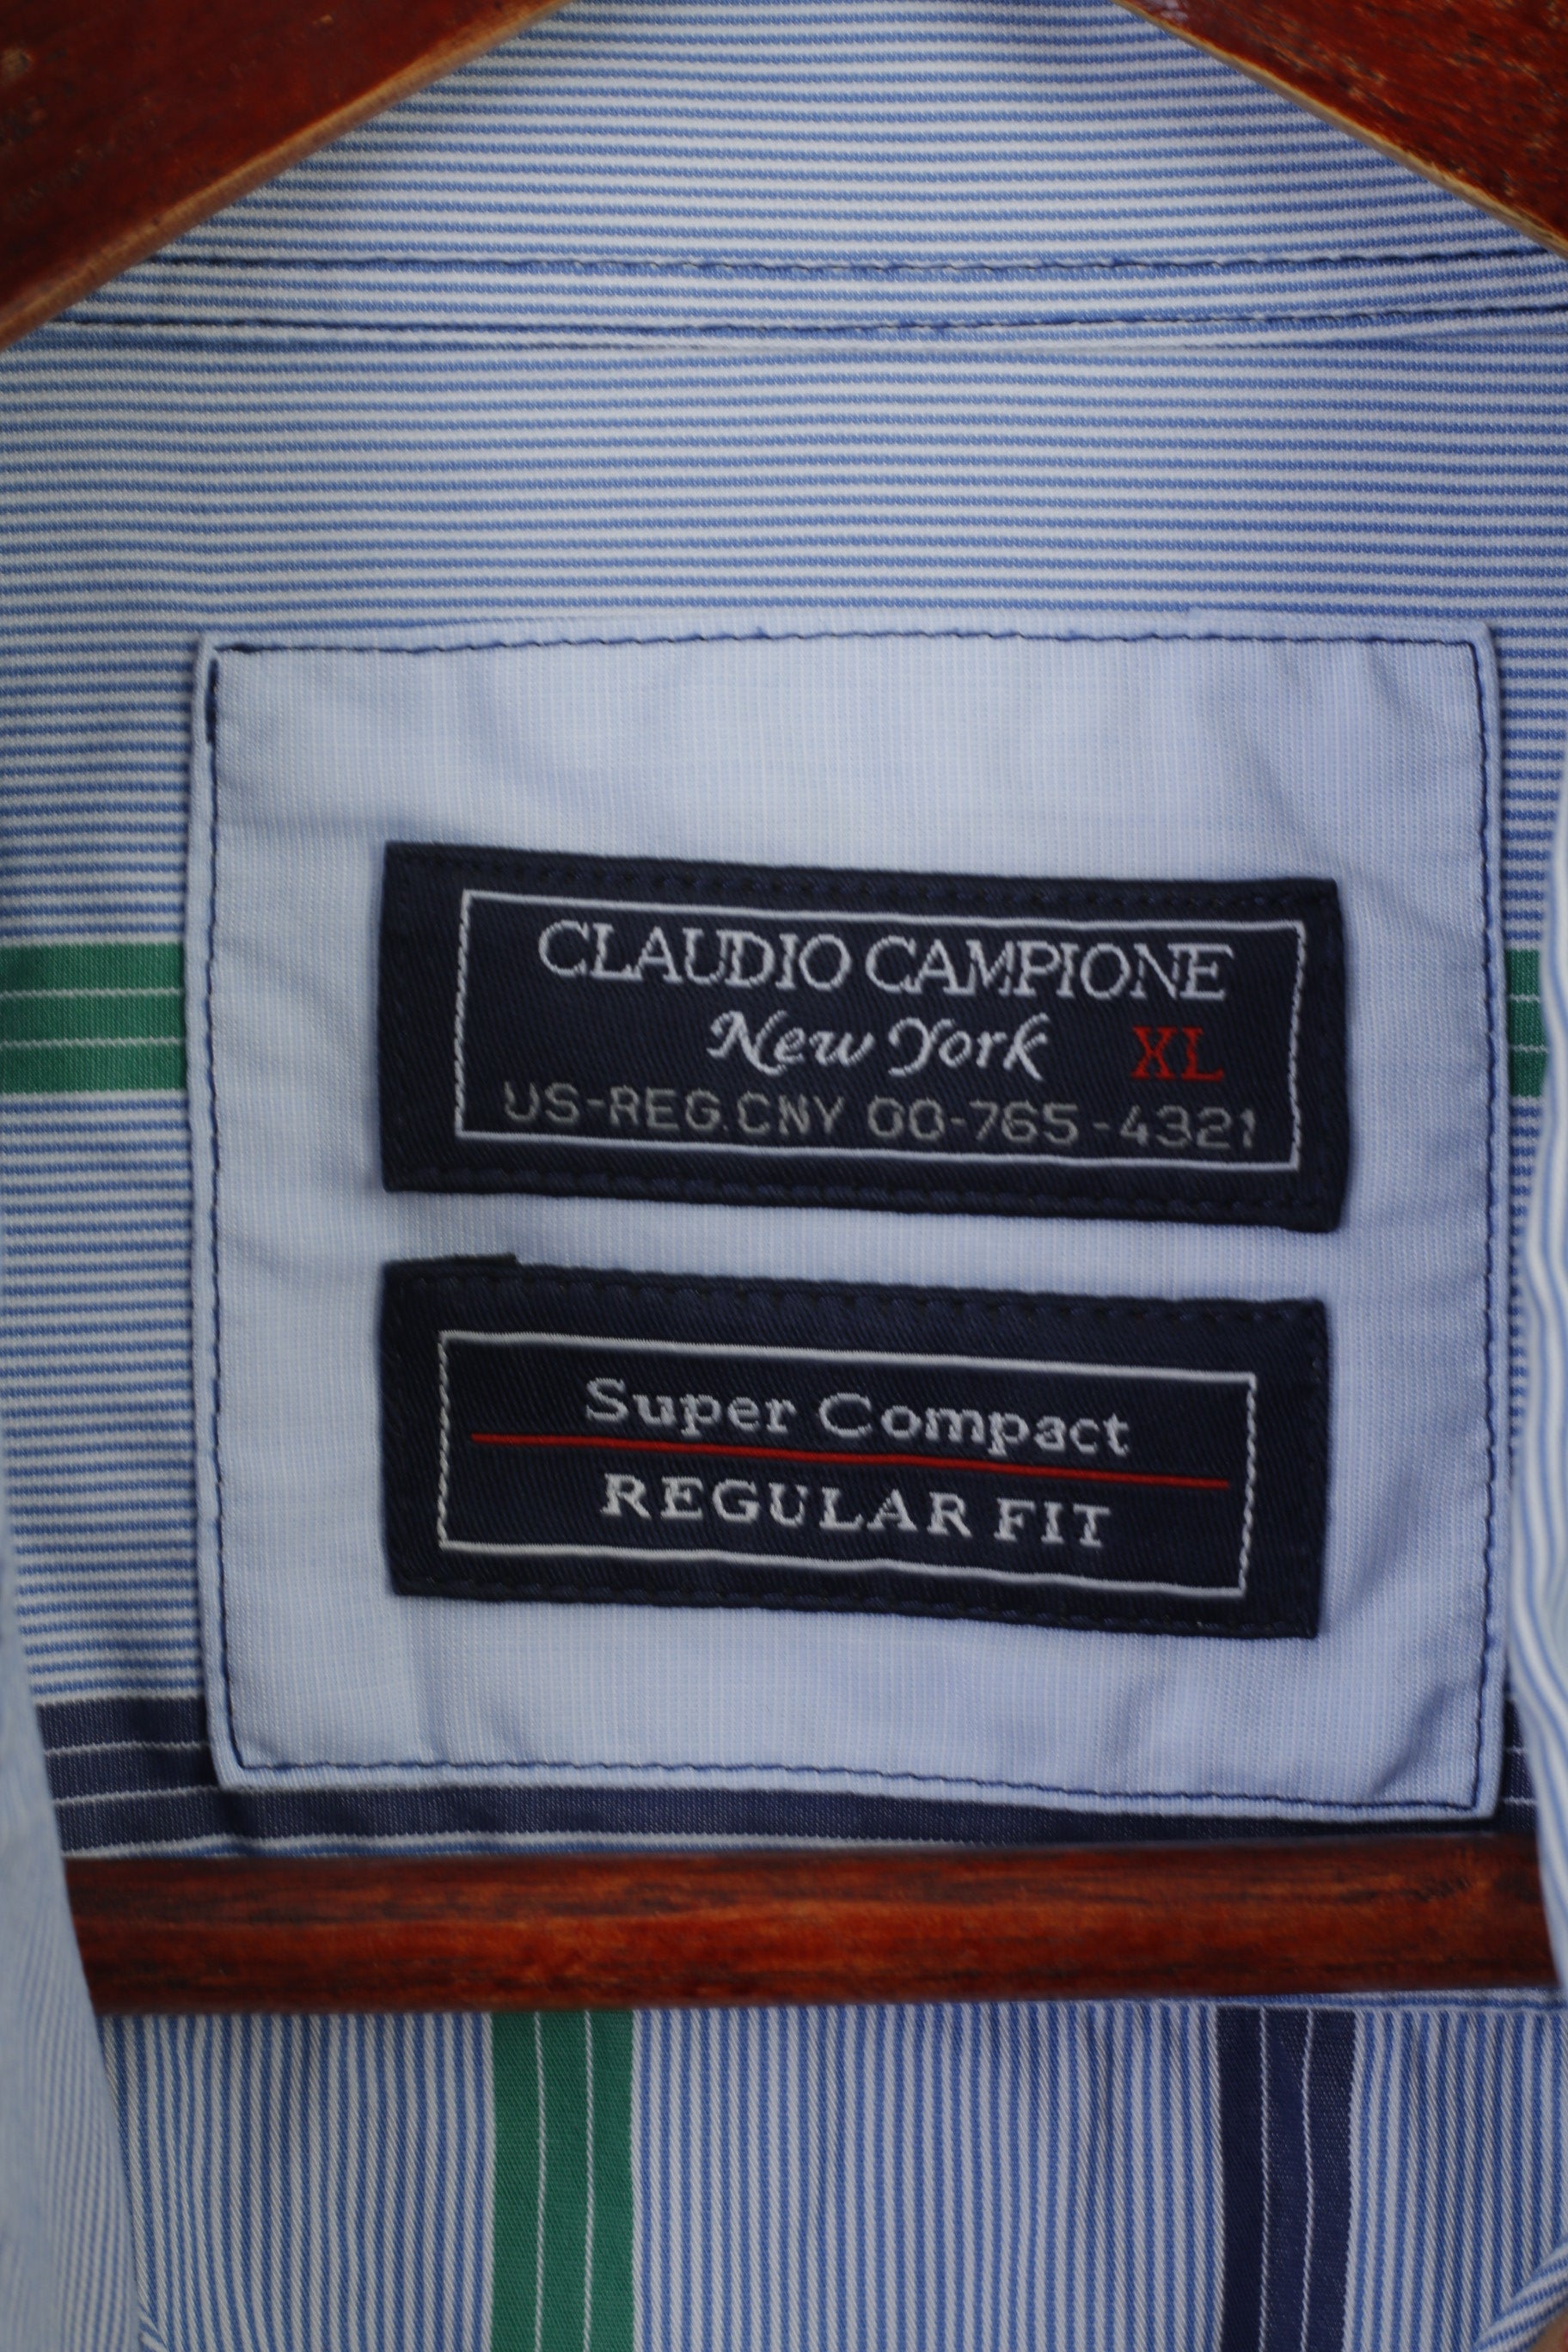 CLAUDIO CAMPIONE
New York XL
US-REG.CNY 00-765-4321
Super Compact
REGULAR FIT